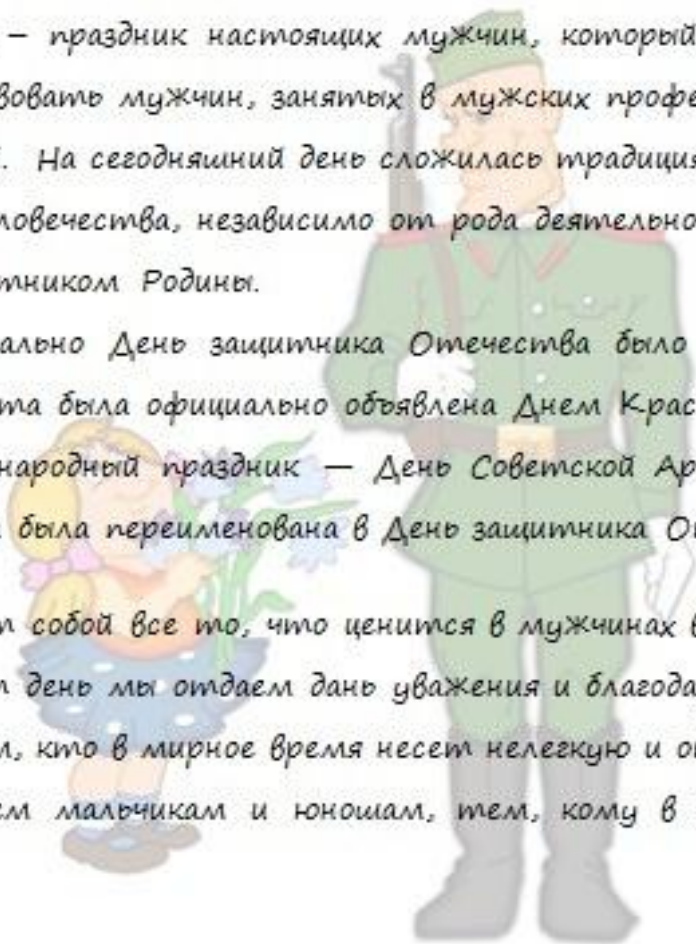 – праздник настоящих мужчин, который
вовать мужчин, занятых в мужских профе
. На сегодняшний день сложилась традиция
ловечества, независимо от рода деятельно
тником Родины.
ально День защитника Отечества было
та была официально объявлена Днем Крас
народный праздник — День Советской Ар
была переименована в День защитника О
т собой все то, что ценится в мужчинах в
т день мы отдаем дань уважения и благода
м, кто в мирное время несет нелегкую и о
ем мальчикам и юношам, тем, кому в